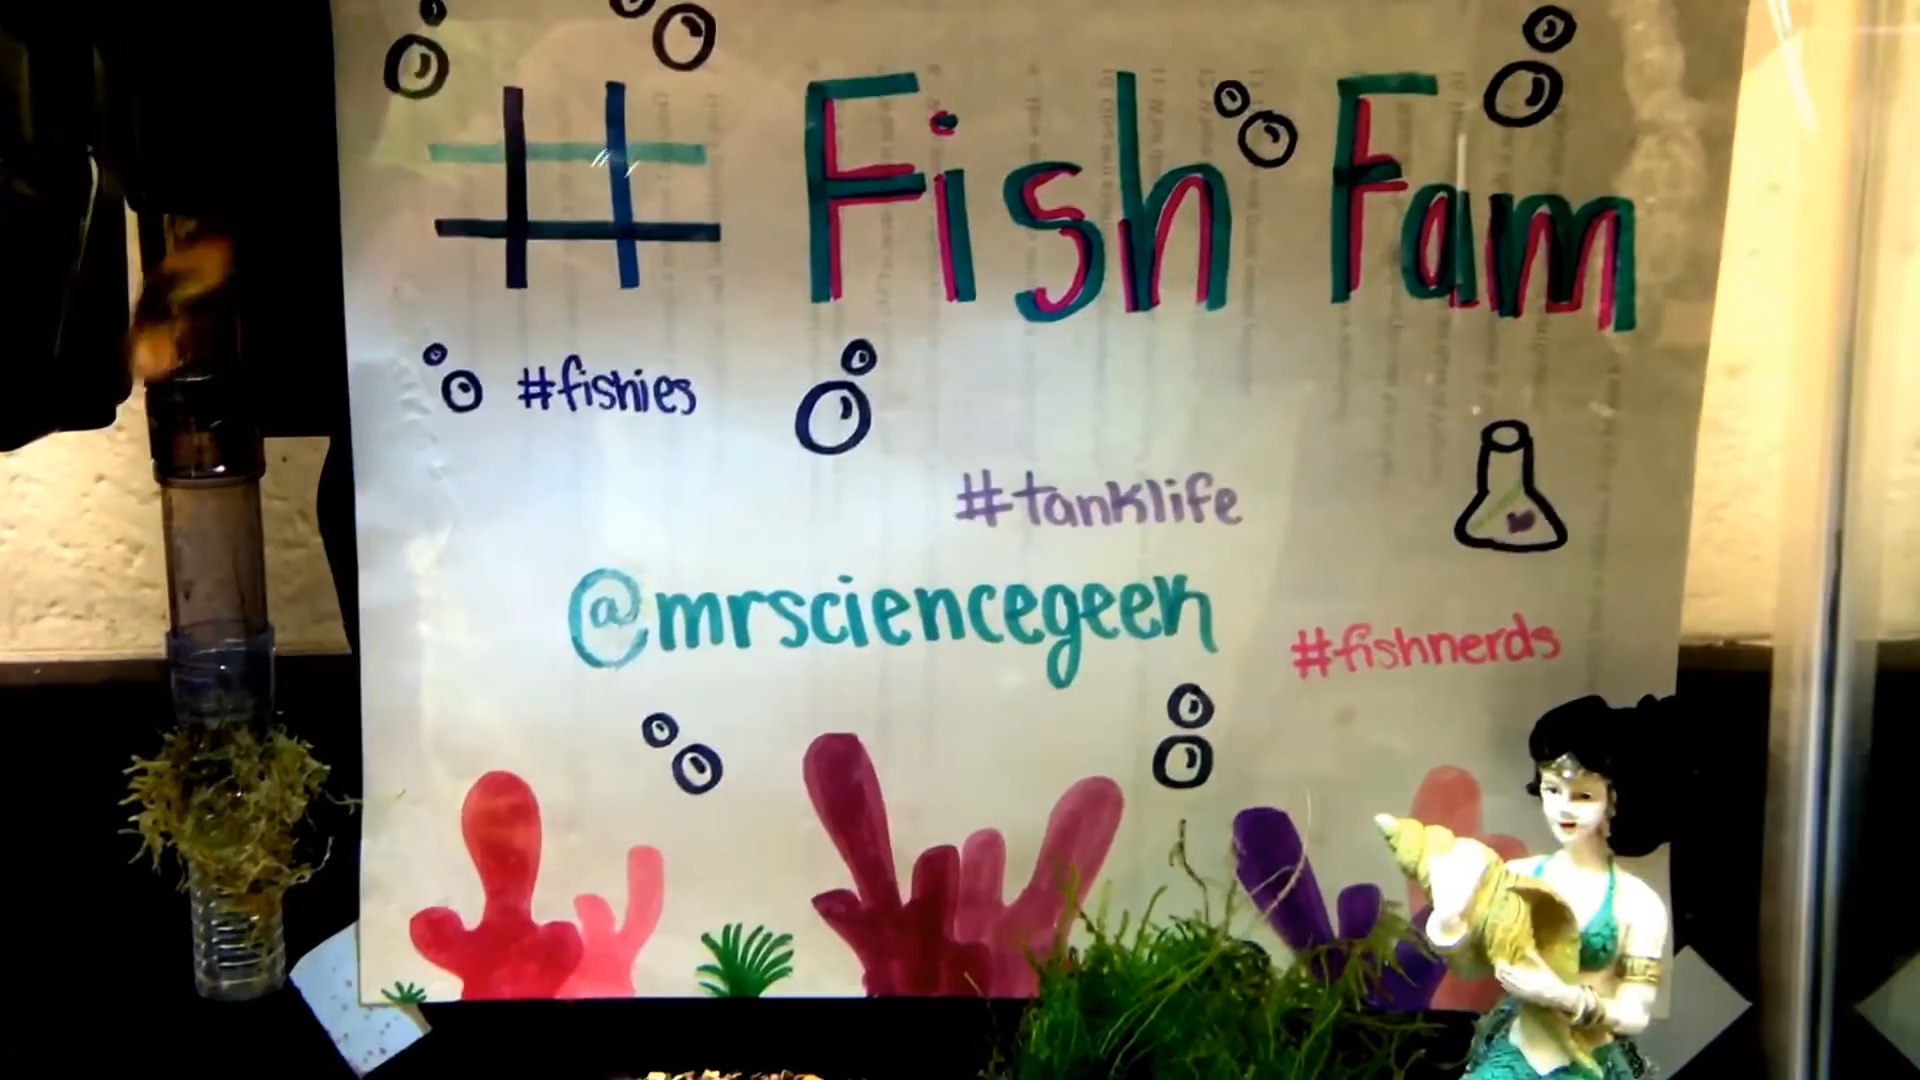 # Fish Fam
#fishies
#tanklife
@mrsciencegeek
#fishnerds